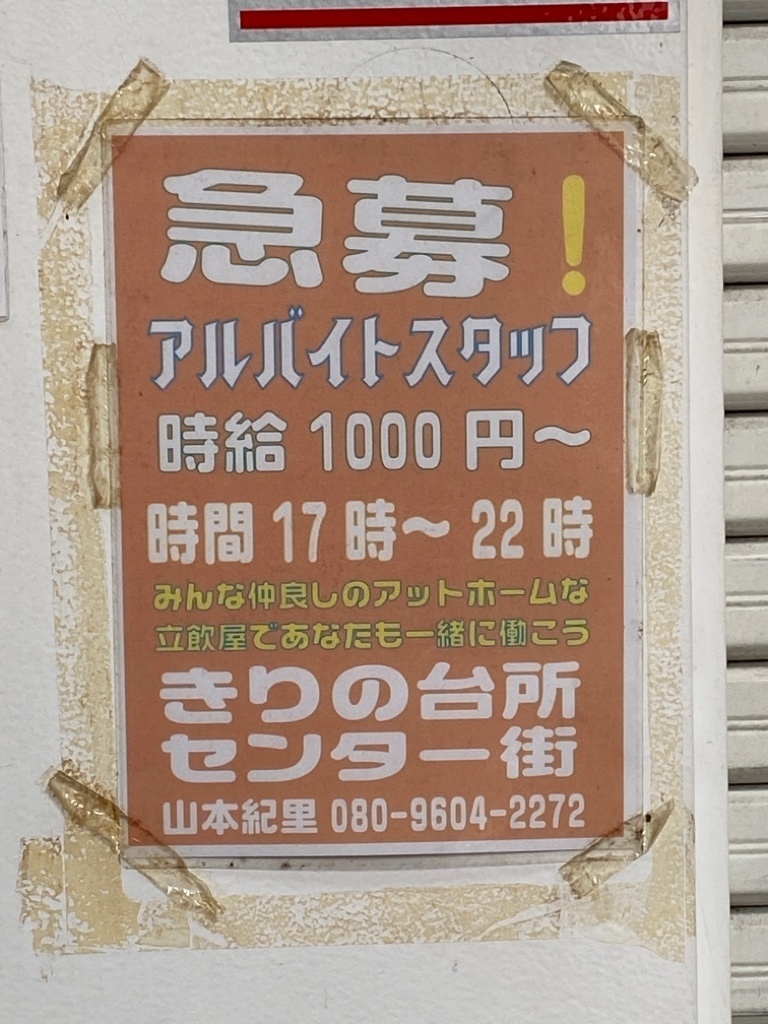 急募!
アルバイトスタッフ
時給 1000 円～
時間 17 時～ 22 時
みんな仲良しのアットホームな
立飲屋であなたも一緒に働こう
きりの台所
センター街
山本紀里 080-9604-2272